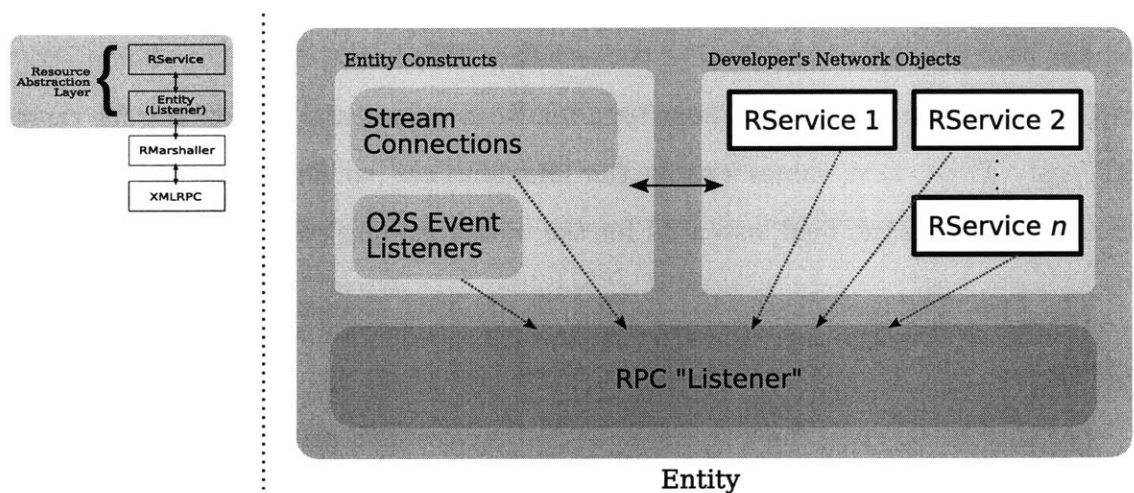 Resource
Abstraction
Layer
RService
Entity
(Listener)
RMarshaller
XMLRPC
Entity Constructs
Developer's Network Objects
Stream
Connections
O2S Event
Listeners
RService 1
RService 2
RService n
RPC "Listener"
Entity